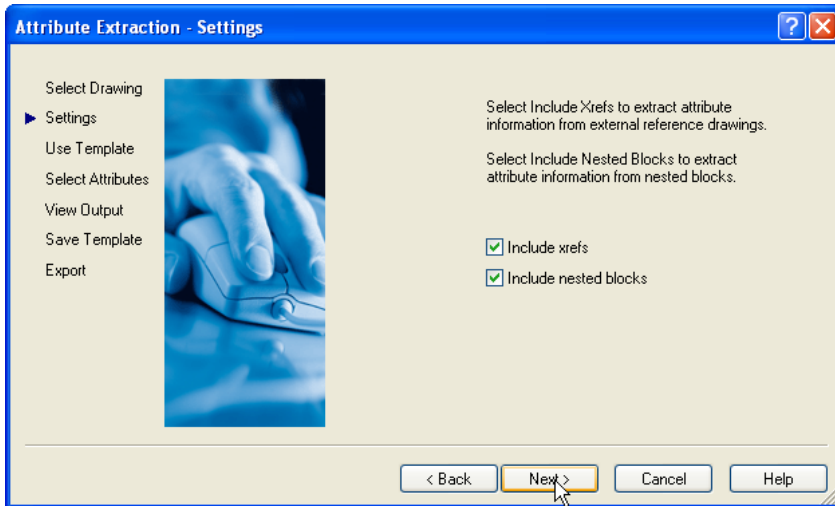 Attribute Extraction - Settings
Select Drawing
Settings
Use Template
Select Attributes
View Output
Save Template
Export
Select Include Xrefs to extract attribute
information from external reference drawings.
Select Include Nested Blocks to extract
attribute information from nested blocks.
Include xrefs
Include nested blocks
< Back
Next >
Cancel
Help